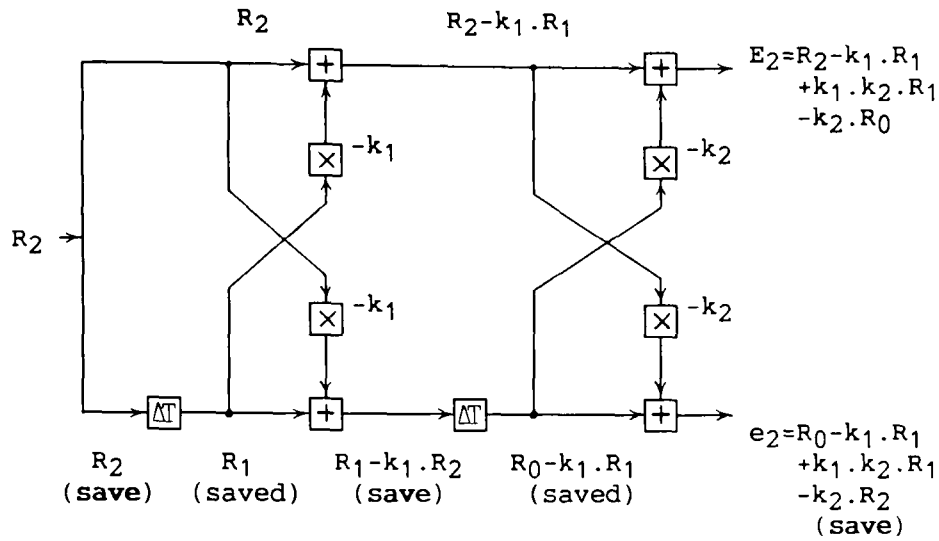 R2
R2-k1.R1
E2=R2-k1.R1
+k1.k2.R1
-k2.R0
-k1
-k2
R2
-k1
-k2
ΔT
ΔT
e2=R0-k1.R1
+k1.k2.R1
-k2.R2
(save)
R2
(save)
R1
(saved)
R1-k1.R2
(save)
R0-k1.R1
(saved)